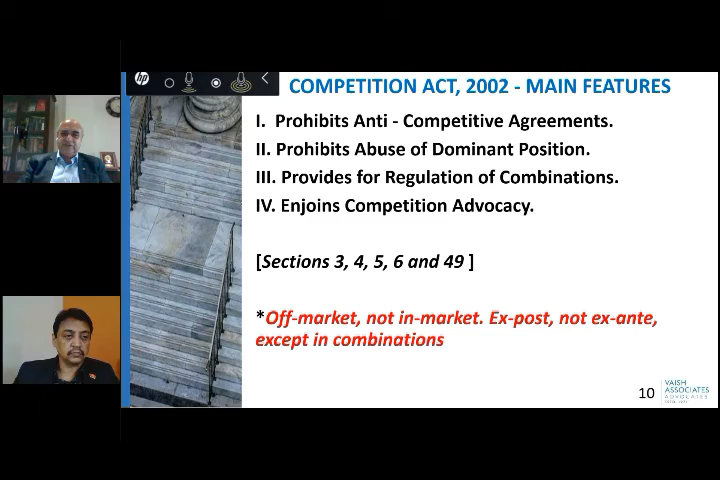 hp
COMPETITION ACT, 2002 - MAIN FEATURES
I. Prohibits Anti - Competitive Agreements.
II. Prohibits Abuse of Dominant Position.
III. Provides for Regulation of Combinations.
IV. Enjoins Competition Advocacy.
[Sections 3, 4, 5, 6 and 49 ]
*Off-market, not in-market. Ex-post, not ex-ante,
except in combinations
10
VAISH
ASSOCIATES
ADVOCATES